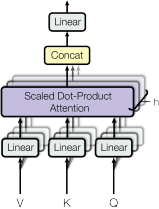 Linear
Concat
Scaled Dot-Product
Attention
h
Linear Linear Linear
V K Q